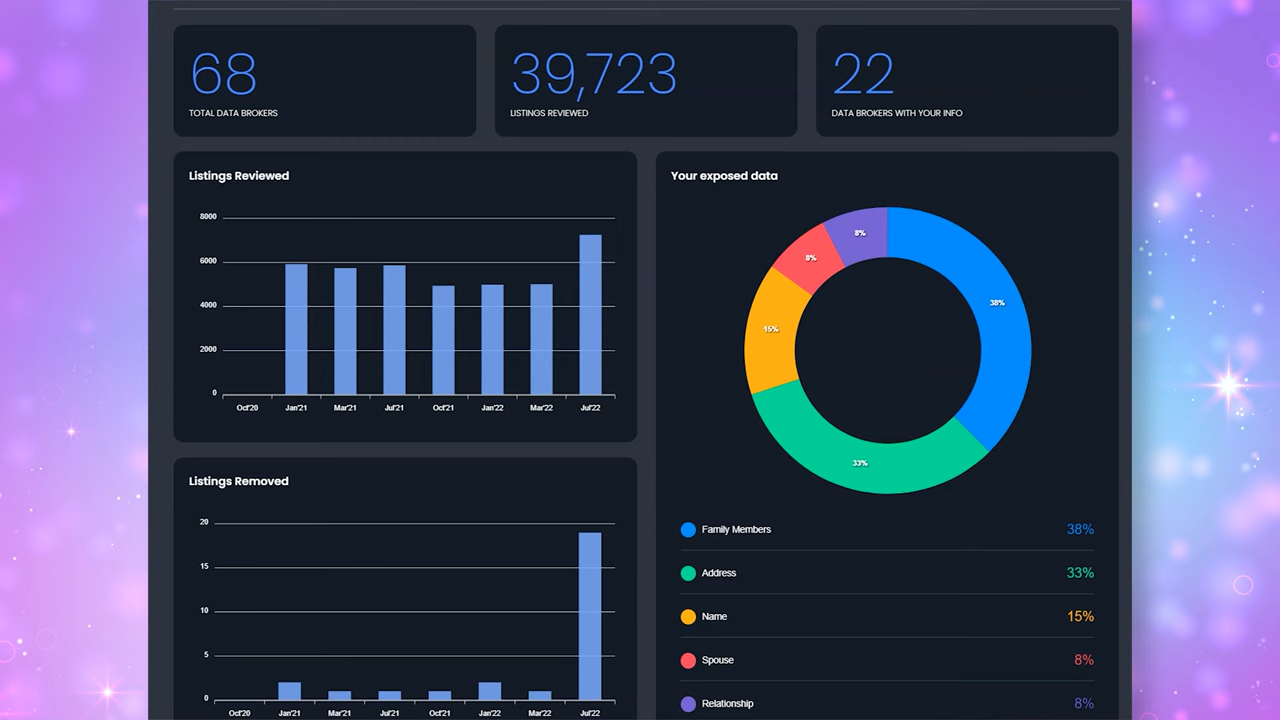 68
TOTAL DATA BROKERS
39,723
LISTINGS REVIEWED
22
DATA BROKERS WITH YOUR INFO
Listings Reviewed
8000
6000
4000
2000
0
Oct'20 Jan'21 Mar'21 Jul'21 Oct'21 Jan'22 Mar'22 Jul'22
Listings Removed
20
15
10
5
0
Oct'20 Jan'21 Mar'21 Jul'21 Oct'21 Jan'22 Mar'22 Jul'22
Your exposed data
8%
8%
38%
15%
33%
Family Members 38%
Address 33%
Name 15%
Spouse 8%
Relationship 8%